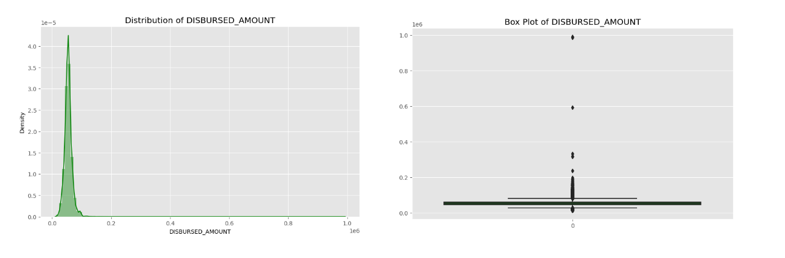 Distribution of DISBURSED_AMOUNT
1e−5
4.0
3.5
3.0
2.5
2.0
1.5
1.0
0.5
0.0
Density
0.0 0.2 0.4 0.6 0.8 1.0
1e6
DISBURSED_AMOUNT
Box Plot of DISBURSED_AMOUNT
1e6
1.0
0.8
0.6
0.4
0.2
0.0
0